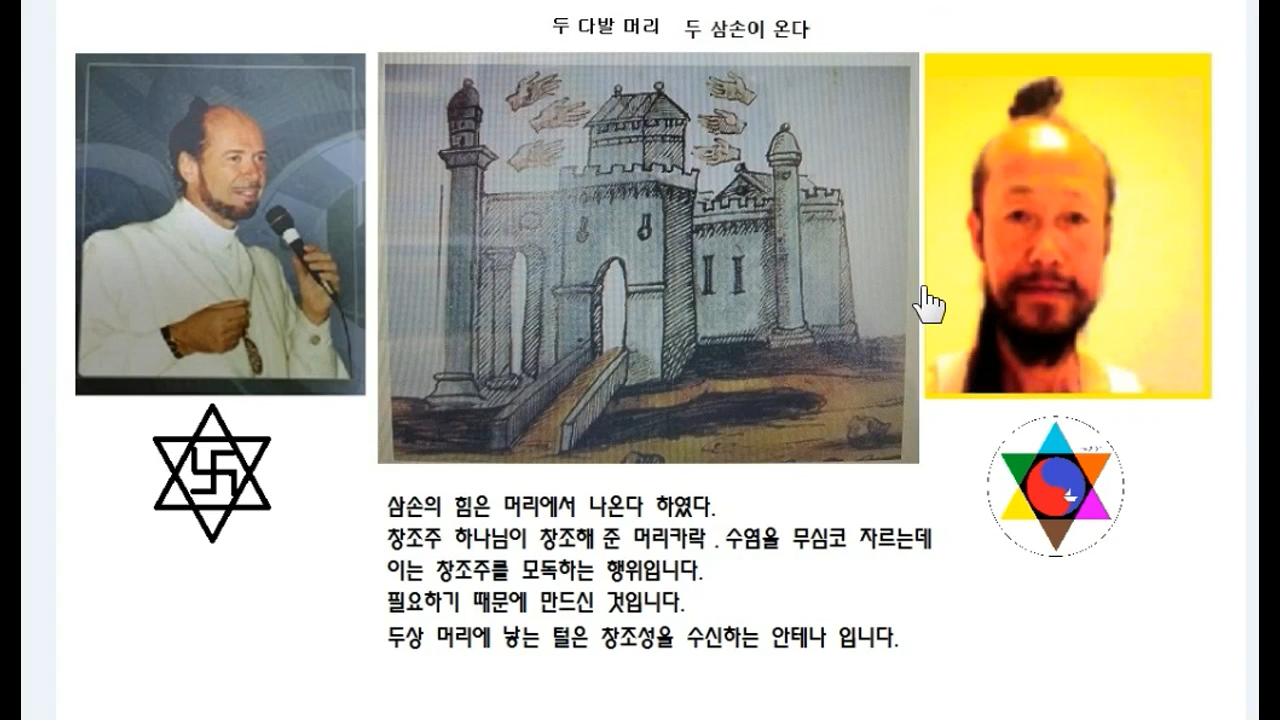 두 다발 머리 두 삼손이 온다
삼손의 힘은 머리에서 나온다 하였다.
창조주 하나님이 창조해 준 머리카락 . 수염을 무심코 자르는데
이는 창조주를 모독하는 행위입니다.
필요하기 때문에 만드신 것입니다.
두상 머리에 낳는 털은 창조성을 수신하는 안테나 입니다.